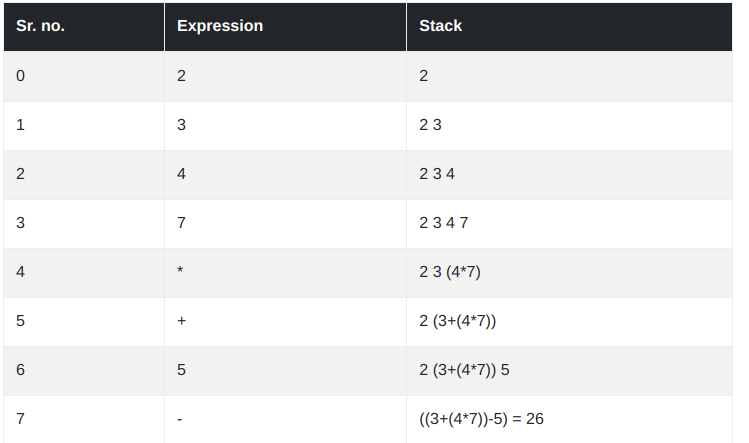 Sr. no. Expression Stack
0 2 2
1 3 2 3
2 4 2 3 4
3 7 2 3 4 7
4 * 2 3 (4*7)
5 + 2 (3+(4*7))
6 5 2 (3+(4*7)) 5
7 - ((3+(4*7))-5) = 26